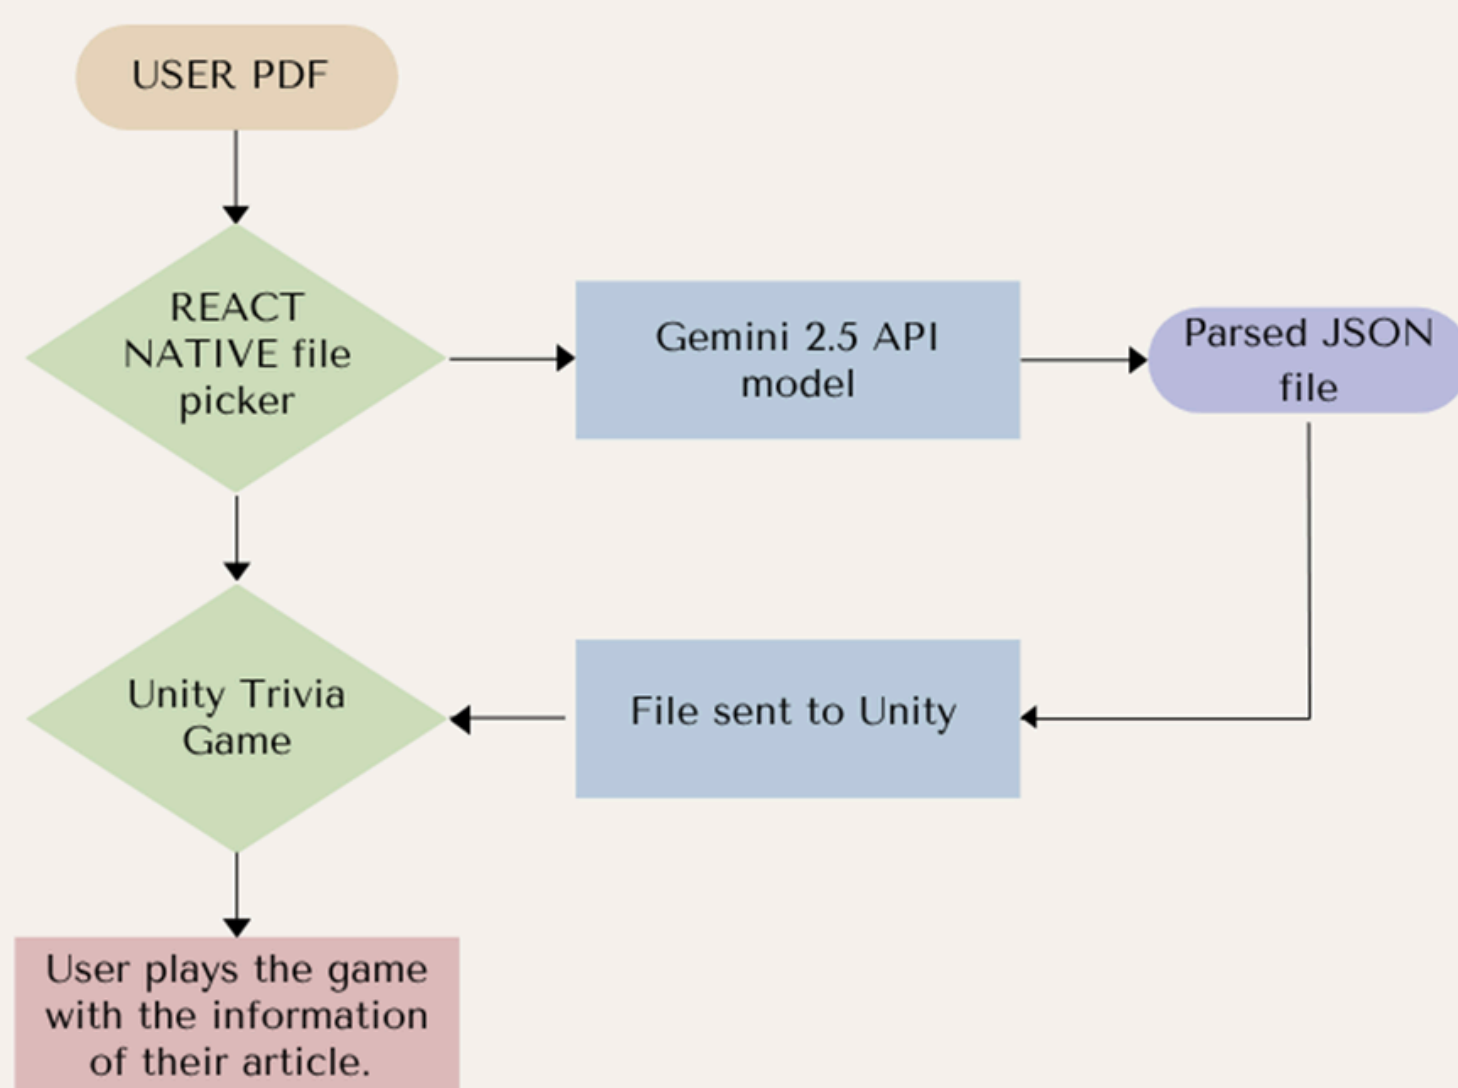 USER PDF
REACT
NATIVE file
picker
Gemini 2.5 API
model
Parsed JSON
file
Unity Trivia
Game
File sent to Unity
User plays the game
with the information
of their article.